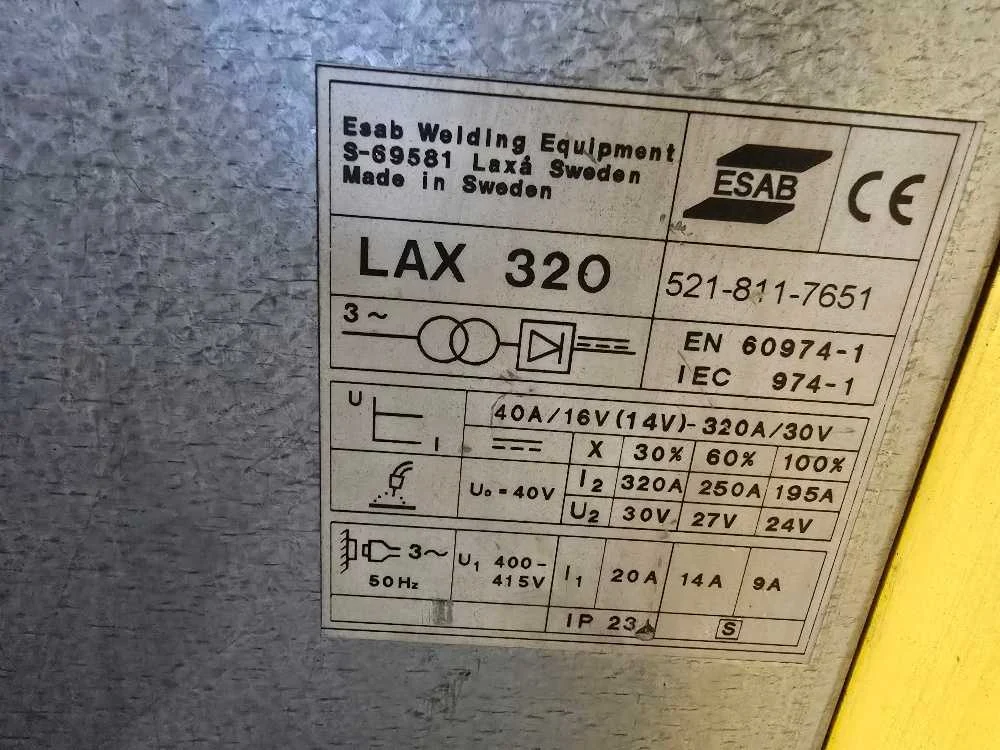 Esab Welding Equipment
S-69581 Laxå Sweden
Made in Sweden
ESAB
CE
LAX 320
521-811-7651
3~
EN 60974-1
IEC 974-1
U
I
40A/16V(14V)-320A/30V
X 30% 60% 100%
U₀=40V
I2 320A 250A 195A
U2 30V 27V 24V
3~
50Hz
U1 400-
415V
I1 20A 14A 9A
IP 23
S